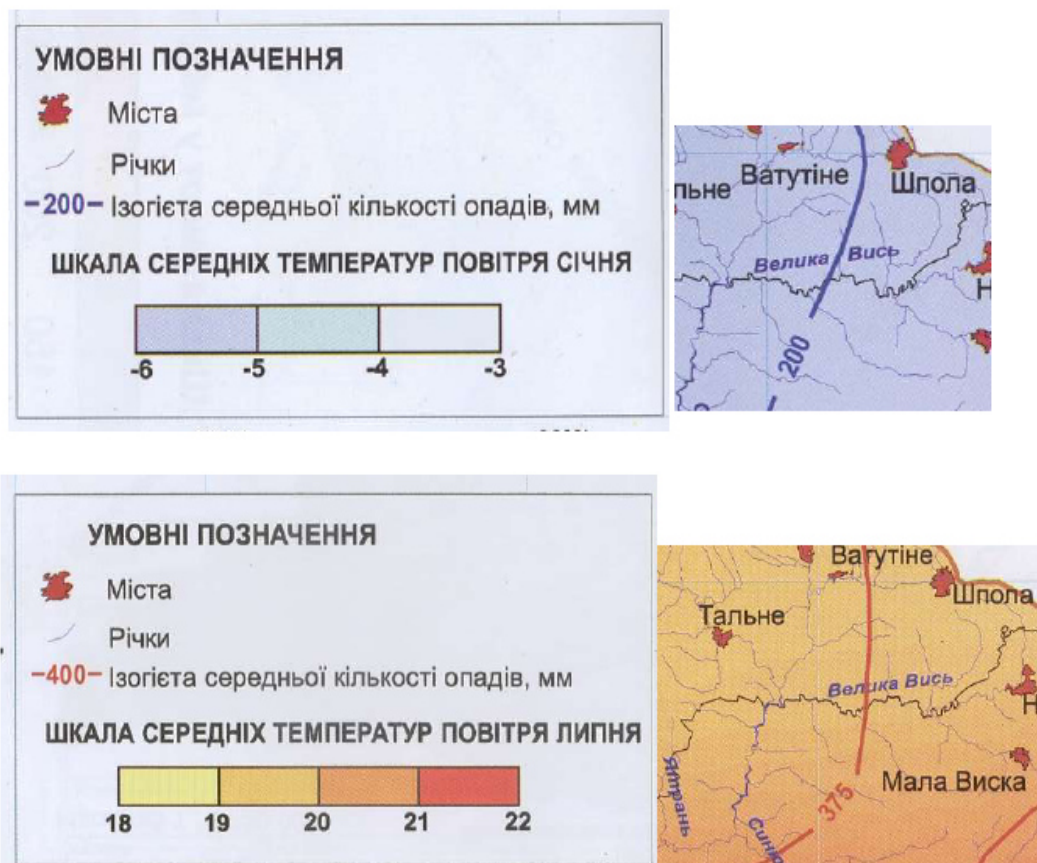 УМОВНІ ПОЗНАЧЕННЯ
Міста
Річки
-200- Ізогієта середньої кількості опадів, мм
ШКАЛА СЕРЕДНІХ ТЕМПЕРАТУР ПОВІТРЯ СІЧНЯ
-6 -5 -4 -3
льне Ватутіне Шпола
Велика Вись
Н
200
УМОВНІ ПОЗНАЧЕННЯ
Міста
Річки
-400- Ізогієта середньої кількості опадів, мм
ШКАЛА СЕРЕДНІХ ТЕМПЕРАТУР ПОВІТРЯ ЛИПНЯ
18 19 20 21 22
Ватутіне
Шпола
Тальне
Велика Вись
Н
Ятрань
Мала Виска
375
Синю